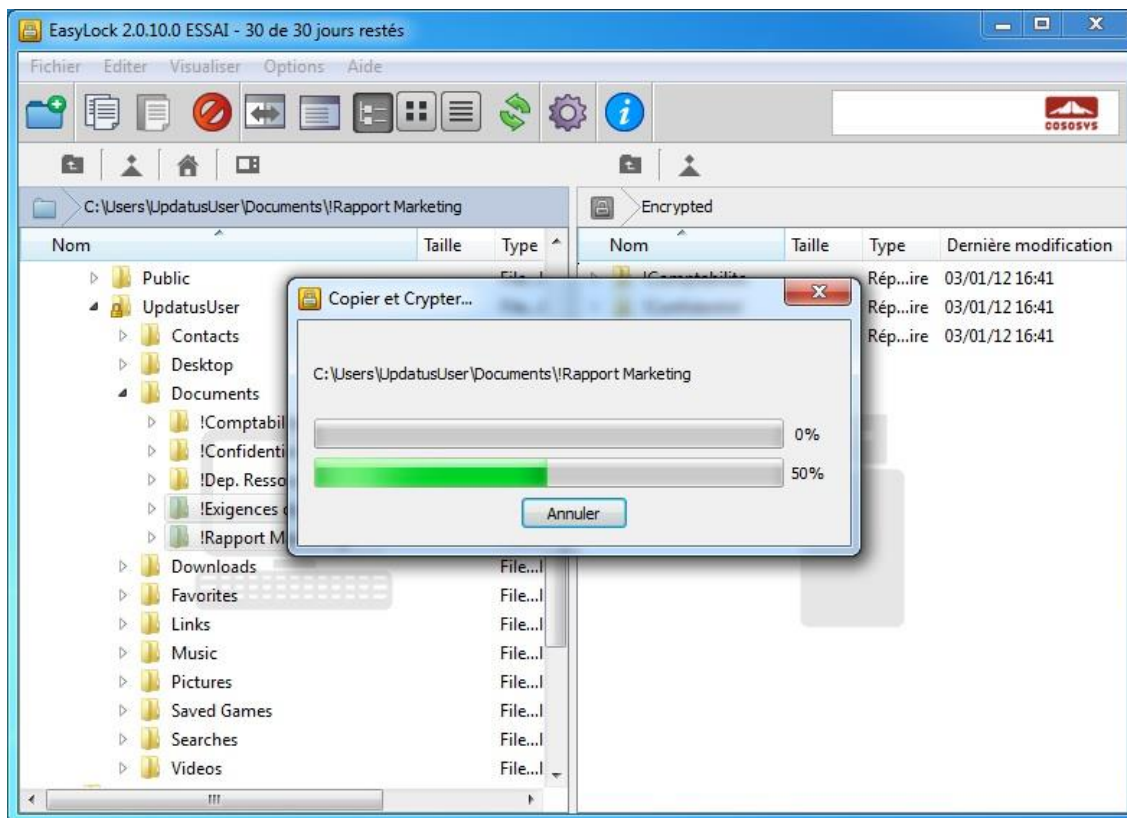 EasyLock 2.0.10.0 ESSAI - 30 de 30 jours restés
Fichier Editer Visualiser Options Aide
COSOSYS
C:\Users\UpdatusUser\Documents\!Rapport Marketing
Encrypted
Nom Taille Type
Nom Taille Type Dernière modification
Public
!Comptabilite Rép...ire 03/01/12 16:41
UpdatusUser
Rép...ire 03/01/12 16:41
Contacts
Rép...ire 03/01/12 16:41
Desktop
Documents
!Comptabil
!Confidenti
!Dep. Resso
!Exigences
!Rapport M
Copier et Crypter...
C:\Users\UpdatusUser\Documents\!Rapport Marketing
0%
50%
Annuler
Downloads File...l
Favorites File...l
Links File...l
Music File...l
Pictures File...l
Saved Games File...l
Searches File...l
Videos File...l